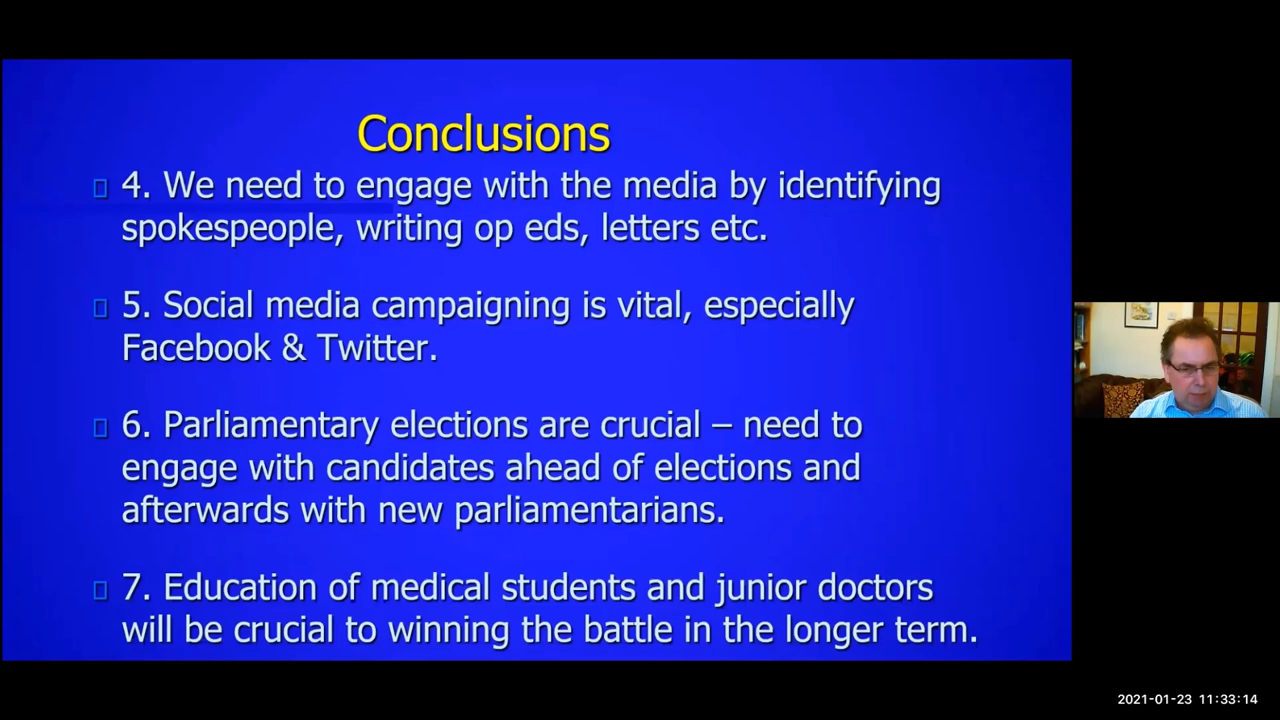 Conclusions
4. We need to engage with the media by identifying
spokespeople, writing op eds, letters etc.
5. Social media campaigning is vital, especially
Facebook & Twitter.
6. Parliamentary elections are crucial – need to
engage with candidates ahead of elections and
afterwards with new parliamentarians.
7. Education of medical students and junior doctors
will be crucial to winning the battle in the longer term.
2021-01-23 11:33:14